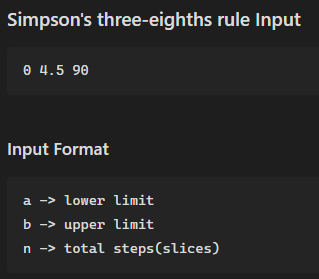 Simpson's three-eighths rule Input
0 4.5 90
Input Format
a -> lower limit
b -> upper limit
n -> total steps(slices)